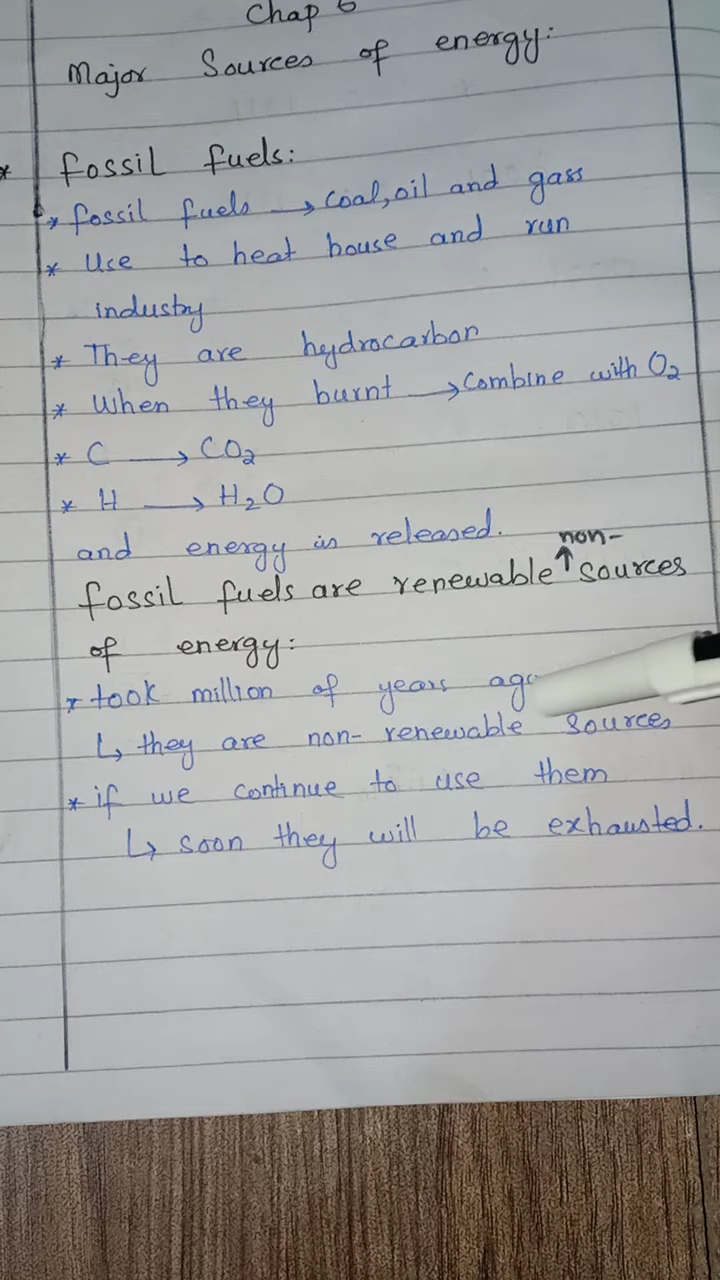 Chap 6
Major Sources of energy:
* fossil fuels:
* fossil fuels → Coal, oil and gass
* Use to heat house and run
industry
* They are hydrocarbon
* When they burnt → Combine with O₂
* C → CO₂
* H → H₂O
and energy is released.
non-
fossil fuels are renewable ↑ sources
of energy:
* took million of years ago
↳ they are non-renewable sources
* if we continue to use them
↳ soon they will be exhausted.